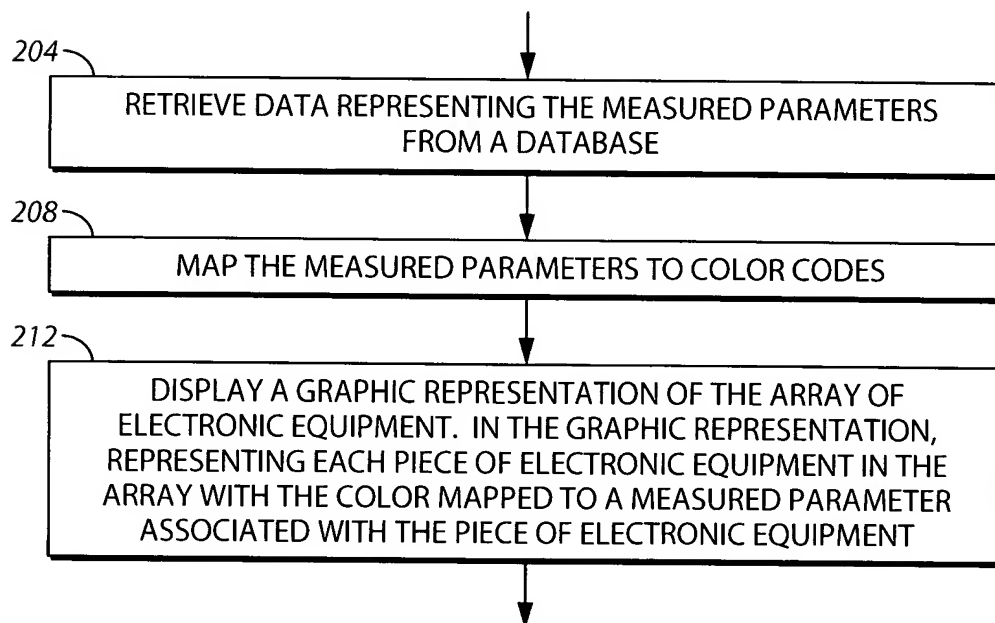 204
RETRIEVE DATA REPRESENTING THE MEASURED PARAMETERS
FROM A DATABASE
208
MAP THE MEASURED PARAMETERS TO COLOR CODES
212
DISPLAY A GRAPHIC REPRESENTATION OF THE ARRAY OF
ELECTRONIC EQUIPMENT. IN THE GRAPHIC REPRESENTATION,
REPRESENTING EACH PIECE OF ELECTRONIC EQUIPMENT IN THE
ARRAY WITH THE COLOR MAPPED TO A MEASURED PARAMETER
ASSOCIATED WITH THE PIECE OF ELECTRONIC EQUIPMENT